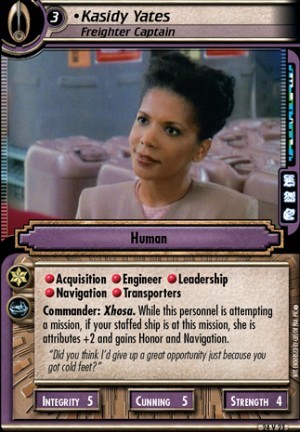 3
•Kasidy Yates
Freighter Captain
Human
Acquisition Engineer Leadership
Navigation Transporters
Commander: Xhosa. While this personnel is attempting
a mission, if your staffed ship is at this mission, she is
attributes +2 and gains Honor and Navigation.
"Did you think I'd give up a great opportunity just because you
got cold feet?"
INTEGRITY 5 CUNNING 5 STRENGTH 4
24 V 23